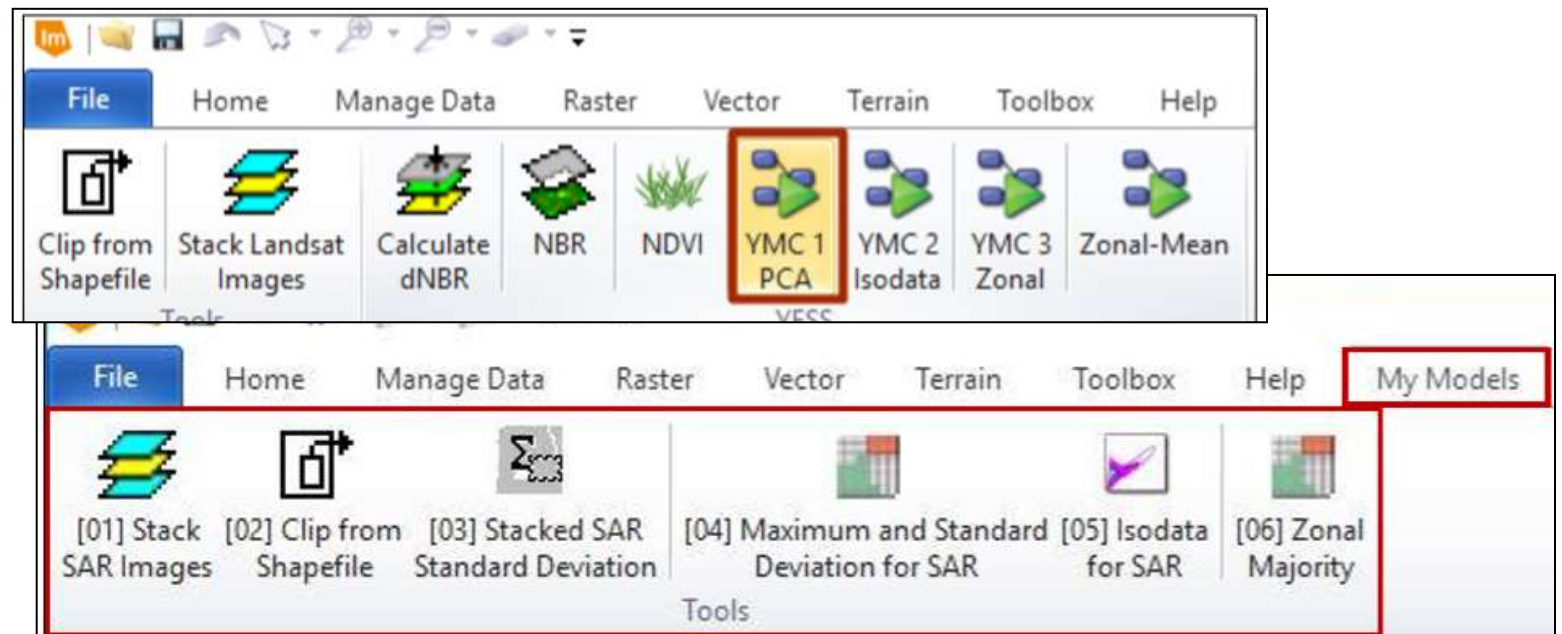 Im
File Home Manage Data Raster Vector Terrain Toolbox Help
Clip from Stack Landsat Calculate NBR NDVI YMC 1 YMC 2 YMC 3 Zonal-Mean
Shapefile Images dNBR PCA Isodata Zonal
Tools YESS
File Home Manage Data Raster Vector Terrain Toolbox Help My Models
[01] Stack [02] Clip from [03] Stacked SAR [04] Maximum and Standard [05] Isodata [06] Zonal
SAR Images Shapefile Standard Deviation Deviation for SAR for SAR Majority
Tools